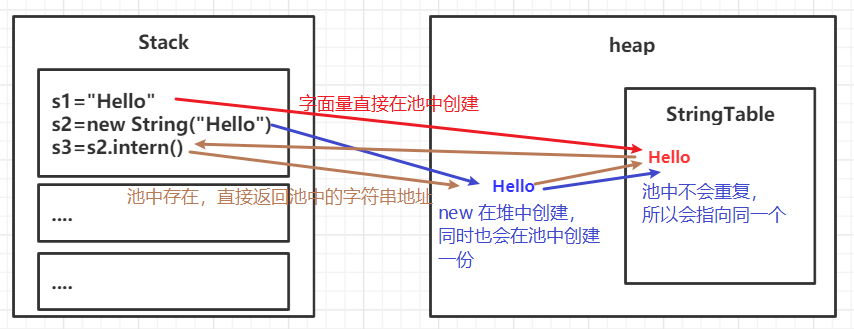 Stack
s1="Hello"
s2=new String("Hello")
s3=s2.intern()
....
....
字面量直接在池中创建
池中存在，直接返回池中的字符串地址
heap
StringTable
Hello
Hello
new 在堆中创建，
同时也会在池中创建
一份
池中不会重复，
所以会指向同一个